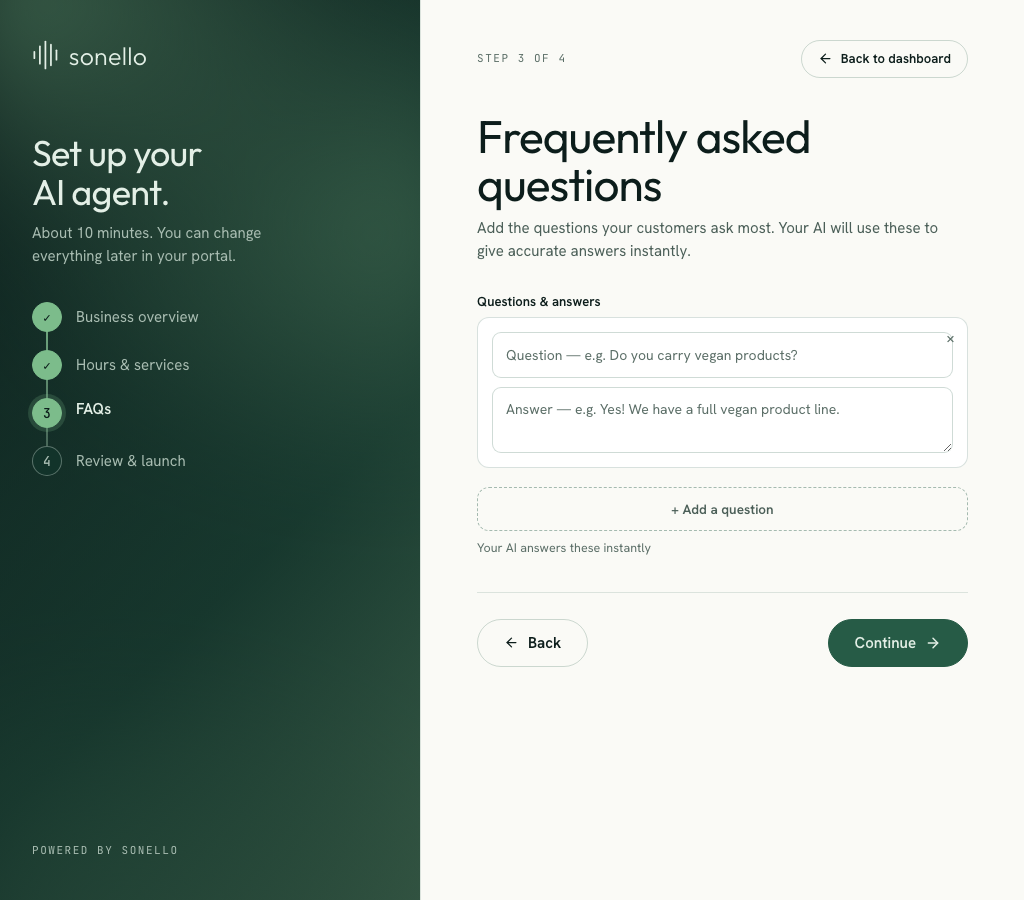 sonello
Set up your
AI agent.
About 10 minutes. You can change
everything later in your portal.
✓ Business overview
✓ Hours & services
3 FAQs
4 Review & launch
POWERED BY SONELLO
STEP 3 OF 4
← Back to dashboard
Frequently asked
questions
Add the questions your customers ask most. Your AI will use these to
give accurate answers instantly.
Questions & answers
×
Question — e.g. Do you carry vegan products?
Answer — e.g. Yes! We have a full vegan product line.
+ Add a question
Your AI answers these instantly
← Back
Continue →